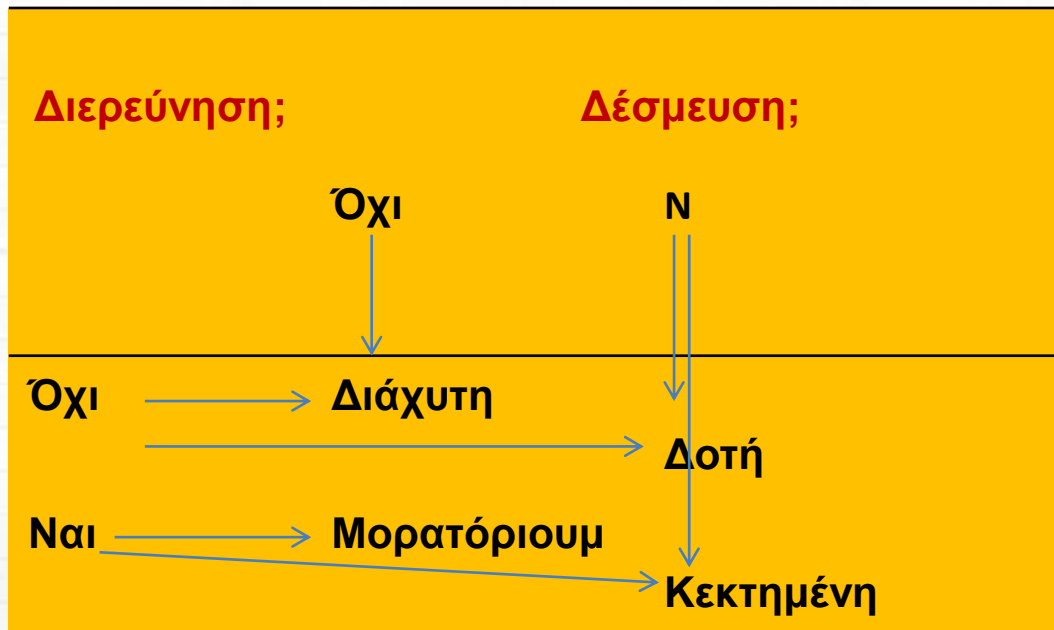 Διερεύνηση; Δέσμευση;
Όχι Ν
Όχι Διάχυτη
Δοτή
Ναι Μορατόριουμ
Κεκτημένη